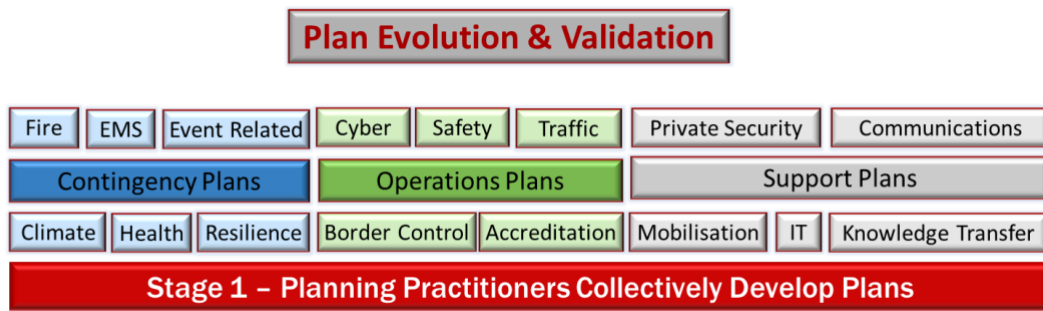 Plan Evolution & Validation
Fire EMS Event Related Cyber Safety Traffic Private Security Communications
Contingency Plans Operations Plans Support Plans
Climate Health Resilience Border Control Accreditation Mobilisation IT Knowledge Transfer
Stage 1 – Planning Practitioners Collectively Develop Plans